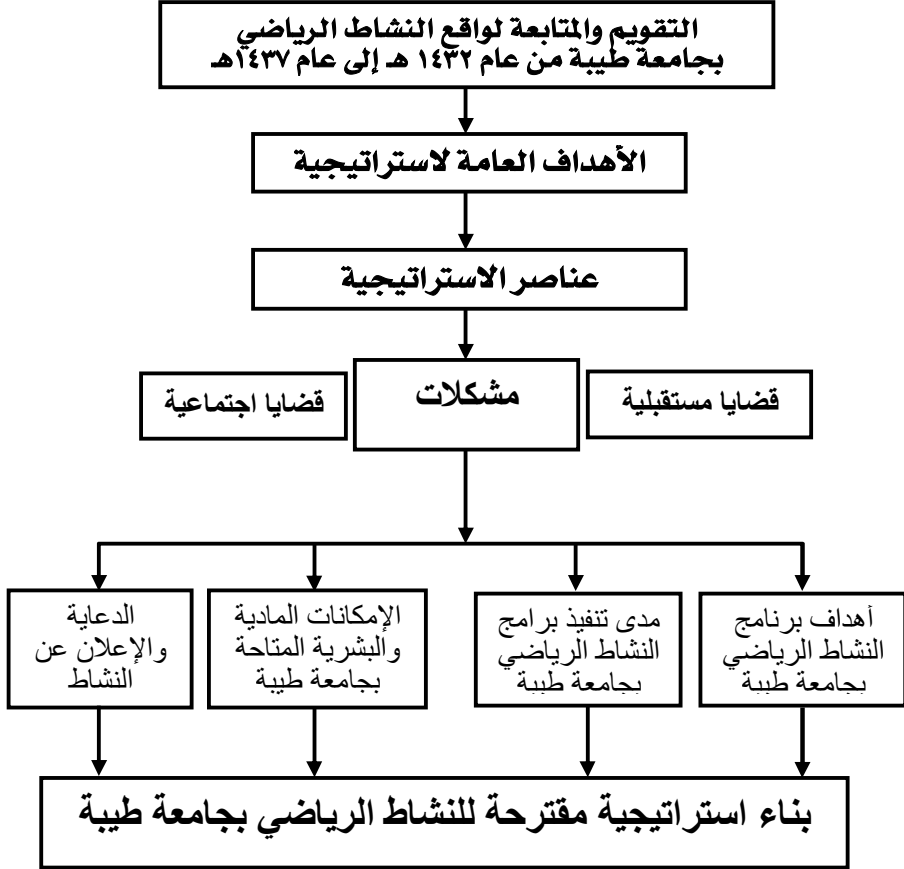 التقويم والمتابعة لواقع النشاط الرياضي
بجامعة طيبة من عام ١٤٣٢ هـ إلى عام ١٤٣٧هـ
الأهداف العامة لاستراتيجية
عناصر الاستراتيجية
قضايا مستقبلية
مشكلات
قضايا اجتماعية
أهداف برنامج
النشاط الرياضي
بجامعة طيبة
مدى تنفيذ برامج
النشاط الرياضي
بجامعة طيبة
الإمكانات المادية
والبشرية المتاحة
بجامعة طيبة
الدعاية
والإعلان عن
النشاط
بناء استراتيجية مقترحة للنشاط الرياضي بجامعة طيبة